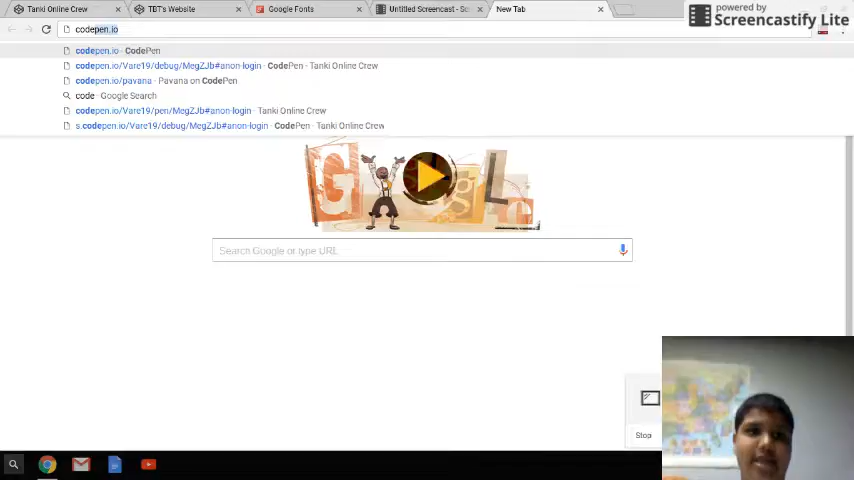 Tanki Online Crew
TBT's Website
Google Fonts
Untitled Screencast - Sc
New Tab
powered by
Screencastify Lite
codepen.io
codepen.io - CodePen
codepen.io/Vare19/debug/MegZJb#anon-login - CodePen - Tanki Online Crew
codepen.io/pavana - Pavana on CodePen
code - Google Search
codepen.io/Vare19/pen/MegZJb#anon-login - Tanki Online Crew
s.codepen.io/Vare19/debug/MegZJb#anon-login - CodePen - Tanki Online Crew
Google
Search Google or type URL
Stop